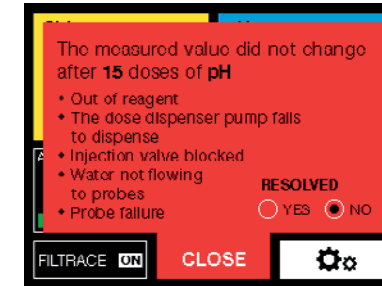 The measured value did not change
after 15 doses of pH
• Out of reagent
• The dose dispenser pump fails
to dispense
• Injection valve blocked
• Water not flowing
to probes
• Probe failure
RESOLVED
YES NO
FILTRACE ON
CLOSE